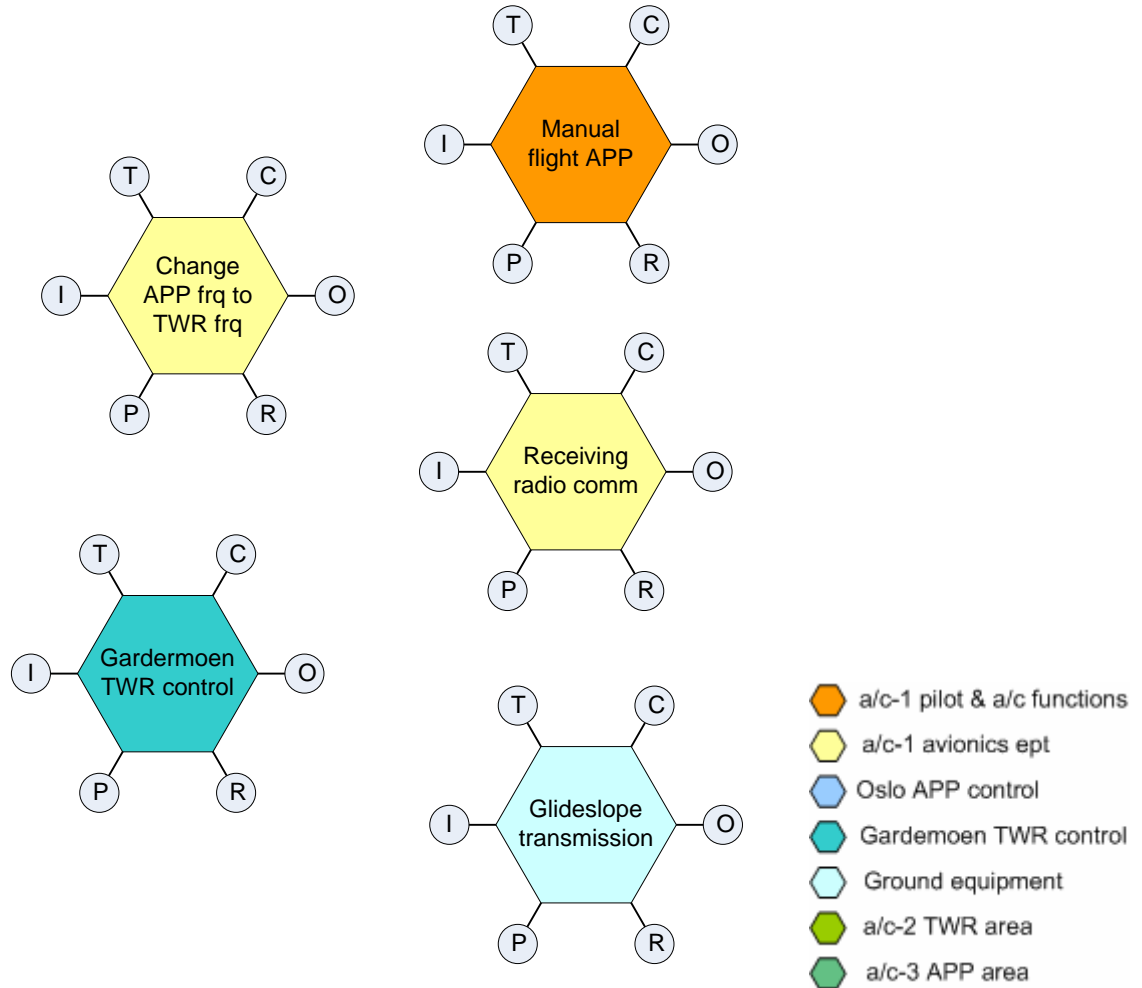 T
C
I
Manual
flight APP
O
P
R
T
C
I
Change
APP frq to
TWR frq
O
P
R
T
C
I
Receiving
radio comm
O
P
R
T
C
I
Gardermoen
TWR control
O
P
R
T
C
I
Glideslope
transmission
O
P
R
a/c-1 pilot & a/c functions
a/c-1 avionics ept
Oslo APP control
Gardemoen TWR control
Ground equipment
a/c-2 TWR area
a/c-3 APP area